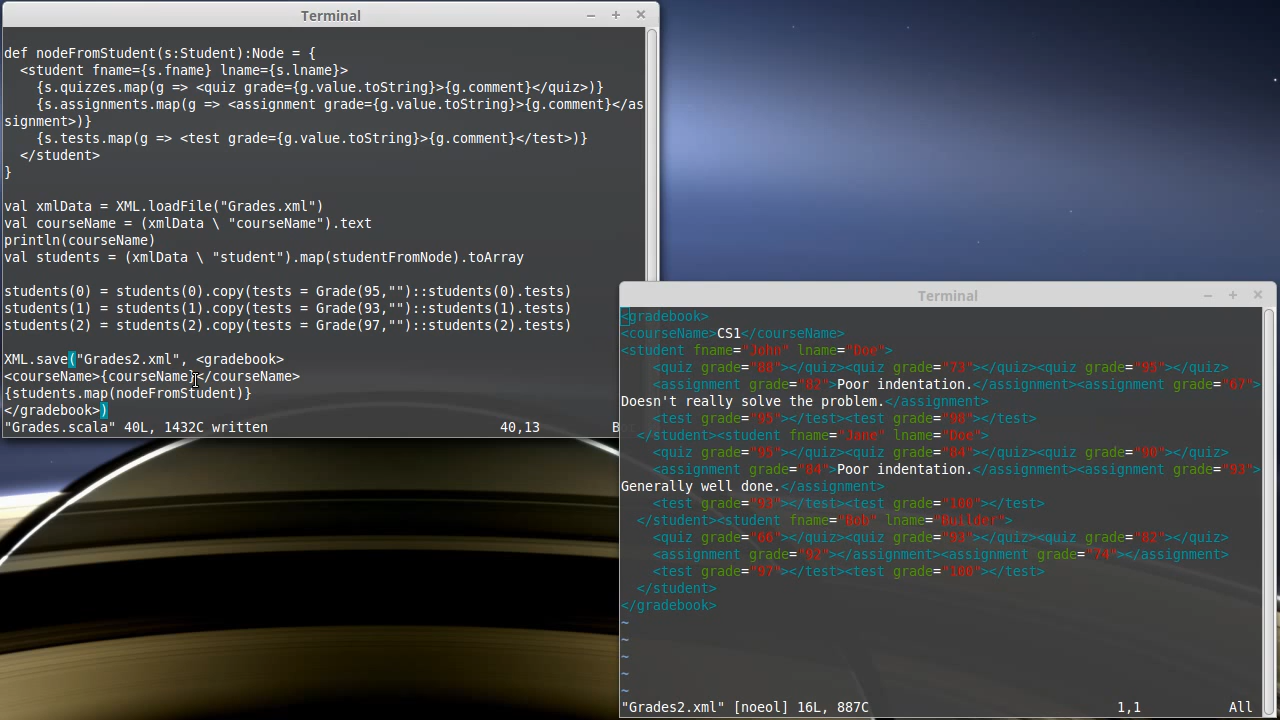 Terminal
def nodeFromStudent(s:Student):Node = {
  <student fname={s.fname} lname={s.lname}>
    {s.quizzes.map(g => <quiz grade={g.value.toString}>{g.comment}</quiz>)}
    {s.assignments.map(g => <assignment grade={g.value.toString}>{g.comment}</as
signment>)}
    {s.tests.map(g => <test grade={g.value.toString}>{g.comment}</test>)}
  </student>
}
val xmlData = XML.loadFile("Grades.xml")
val courseName = (xmlData \ "courseName").text
println(courseName)
val students = (xmlData \ "student").map(studentFromNode).toArray
students(0) = students(0).copy(tests = Grade(95,"")::students(0).tests)
students(1) = students(1).copy(tests = Grade(93,"")::students(1).tests)
students(2) = students(2).copy(tests = Grade(97,"")::students(2).tests)
XML.save("Grades2.xml", <gradebook>
<courseName>{courseName}</courseName>
{students.map(nodeFromStudent)}
</gradebook>)
"Grades.scala" 40L, 1432C written 40,13
Terminal
<gradebook>
<courseName>CS1</courseName>
<student fname="John" lname="Doe">
    <quiz grade="88"></quiz><quiz grade="73"></quiz><quiz grade="95"></quiz>
    <assignment grade="82">Poor indentation.</assignment><assignment grade="67">
Doesn't really solve the problem.</assignment>
    <test grade="95"></test><test grade="98"></test>
  </student><student fname="Jane" lname="Doe">
    <quiz grade="95"></quiz><quiz grade="84"></quiz><quiz grade="90"></quiz>
    <assignment grade="84">Poor indentation.</assignment><assignment grade="93">
Generally well done.</assignment>
    <test grade="93"></test><test grade="100"></test>
  </student><student fname="Bob" lname="Builder">
    <quiz grade="66"></quiz><quiz grade="93"></quiz><quiz grade="82"></quiz>
    <assignment grade="92"></assignment><assignment grade="74"></assignment>
    <test grade="97"></test><test grade="100"></test>
  </student>
</gradebook>
~
~
~
~
~
"Grades2.xml" [noeol] 16L, 887C 1,1 All